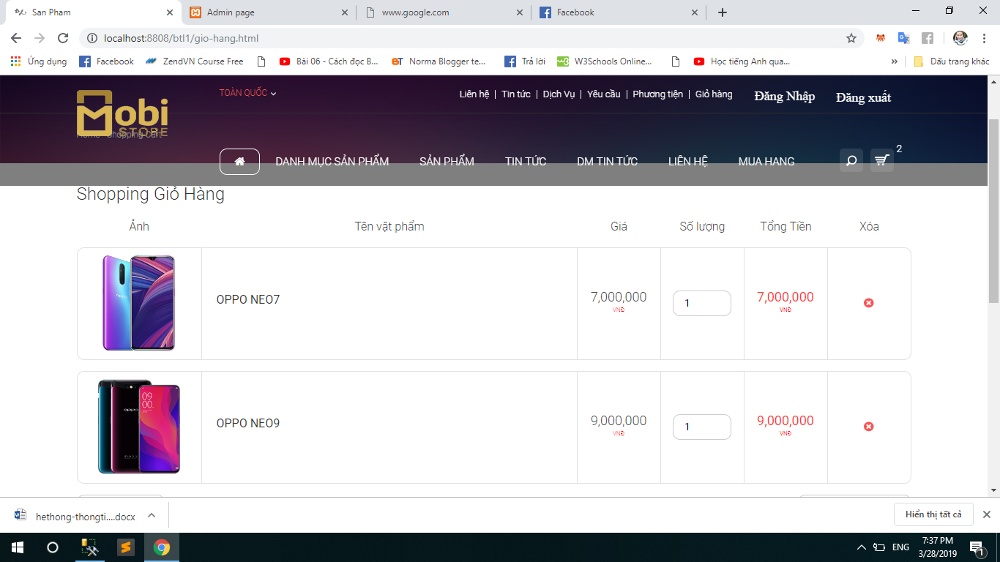 San Pham
Admin page
www.google.com
Facebook
localhost:8808/btl1/gio-hang.html
Ứng dụng
Facebook
ZendVN Course Free
Bài 06 - Cách đọc B...
Norma Blogger te...
Trả lời
W3Schools Online...
Học tiếng Anh qua...
»
Dấu trang khác
Mobi
STORE
TOÀN QUỐC
Liên hệ
Tin tức
Dịch Vụ
Yêu cầu
Phương tiện
Giỏ hàng
Đăng Nhập
Đăng xuất
Home Shopping Cart
DANH MỤC SẢN PHẨM
SẢN PHẨM
TIN TỨC
DM TIN TỨC
LIÊN HỆ
MUA HANG
2
Shopping Giỏ Hàng
Ảnh
Tên vật phẩm
Giá
Số lượng
Tổng Tiền
Xóa
OPPO NEO7
7,000,000
VNĐ
1
7,000,000
VNĐ
09
00
OPPO NEO9
9,000,000
VNĐ
1
9,000,000
VNĐ
hethong-thongti....docx
Hiển thị tất cả
ENG
7:37 PM
3/28/2019
1